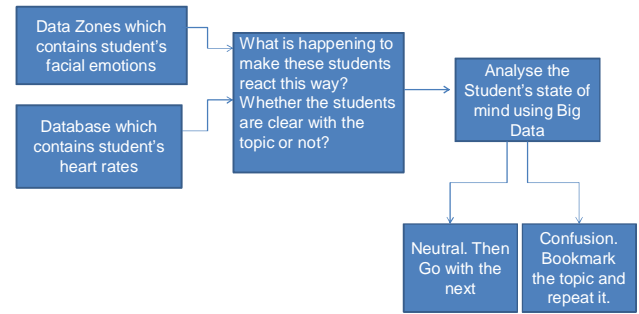 Data Zones which
contains student's
facial emotions
Database which
contains student's
heart rates
What is happening to
make these students
react this way?
Whether the students
are clear with the
topic or not?
Analyse the
Student's state of
mind using Big
Data
Neutral. Then
Go with the
next
Confusion.
Bookmark
the topic and
repeat it.